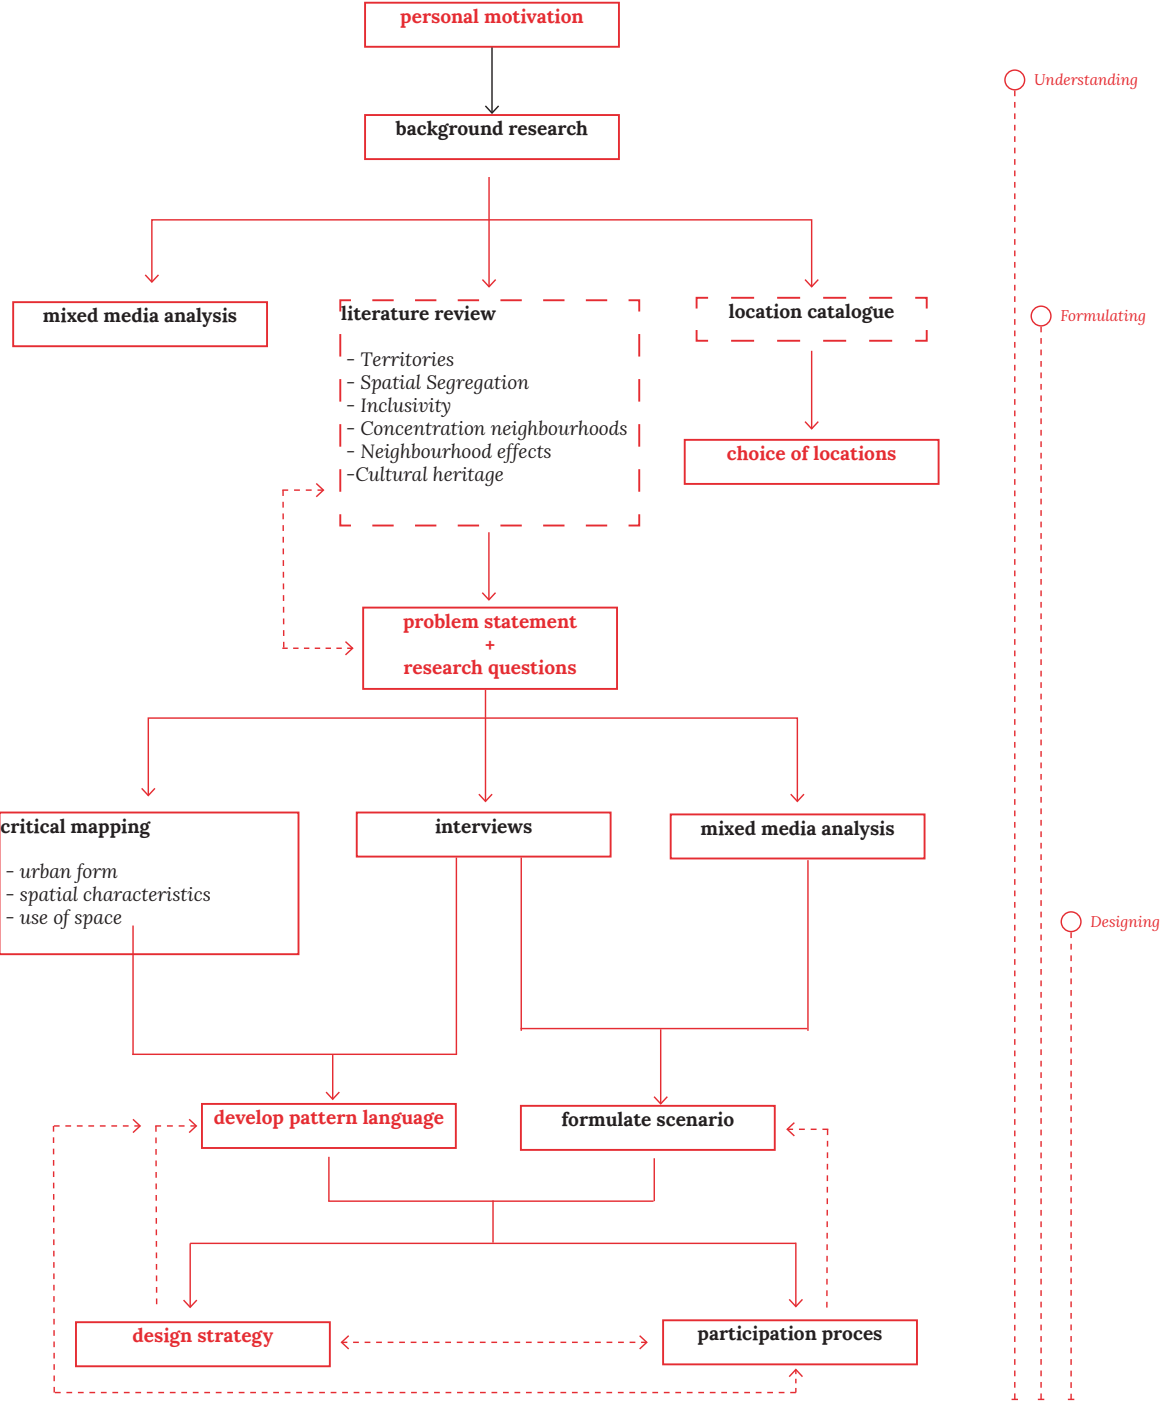 personal motivation
Understanding
background research
mixed media analysis
literature review
- Territories
- Spatial Segregation
- Inclusivity
- Concentration neighbourhoods
- Neighbourhood effects
-Cultural heritage
location catalogue
Formulating
choice of locations
problem statement
+
research questions
critical mapping
- urban form
- spatial characteristics
- use of space
interviews
mixed media analysis
Designing
develop pattern language
formulate scenario
design strategy
participation proces